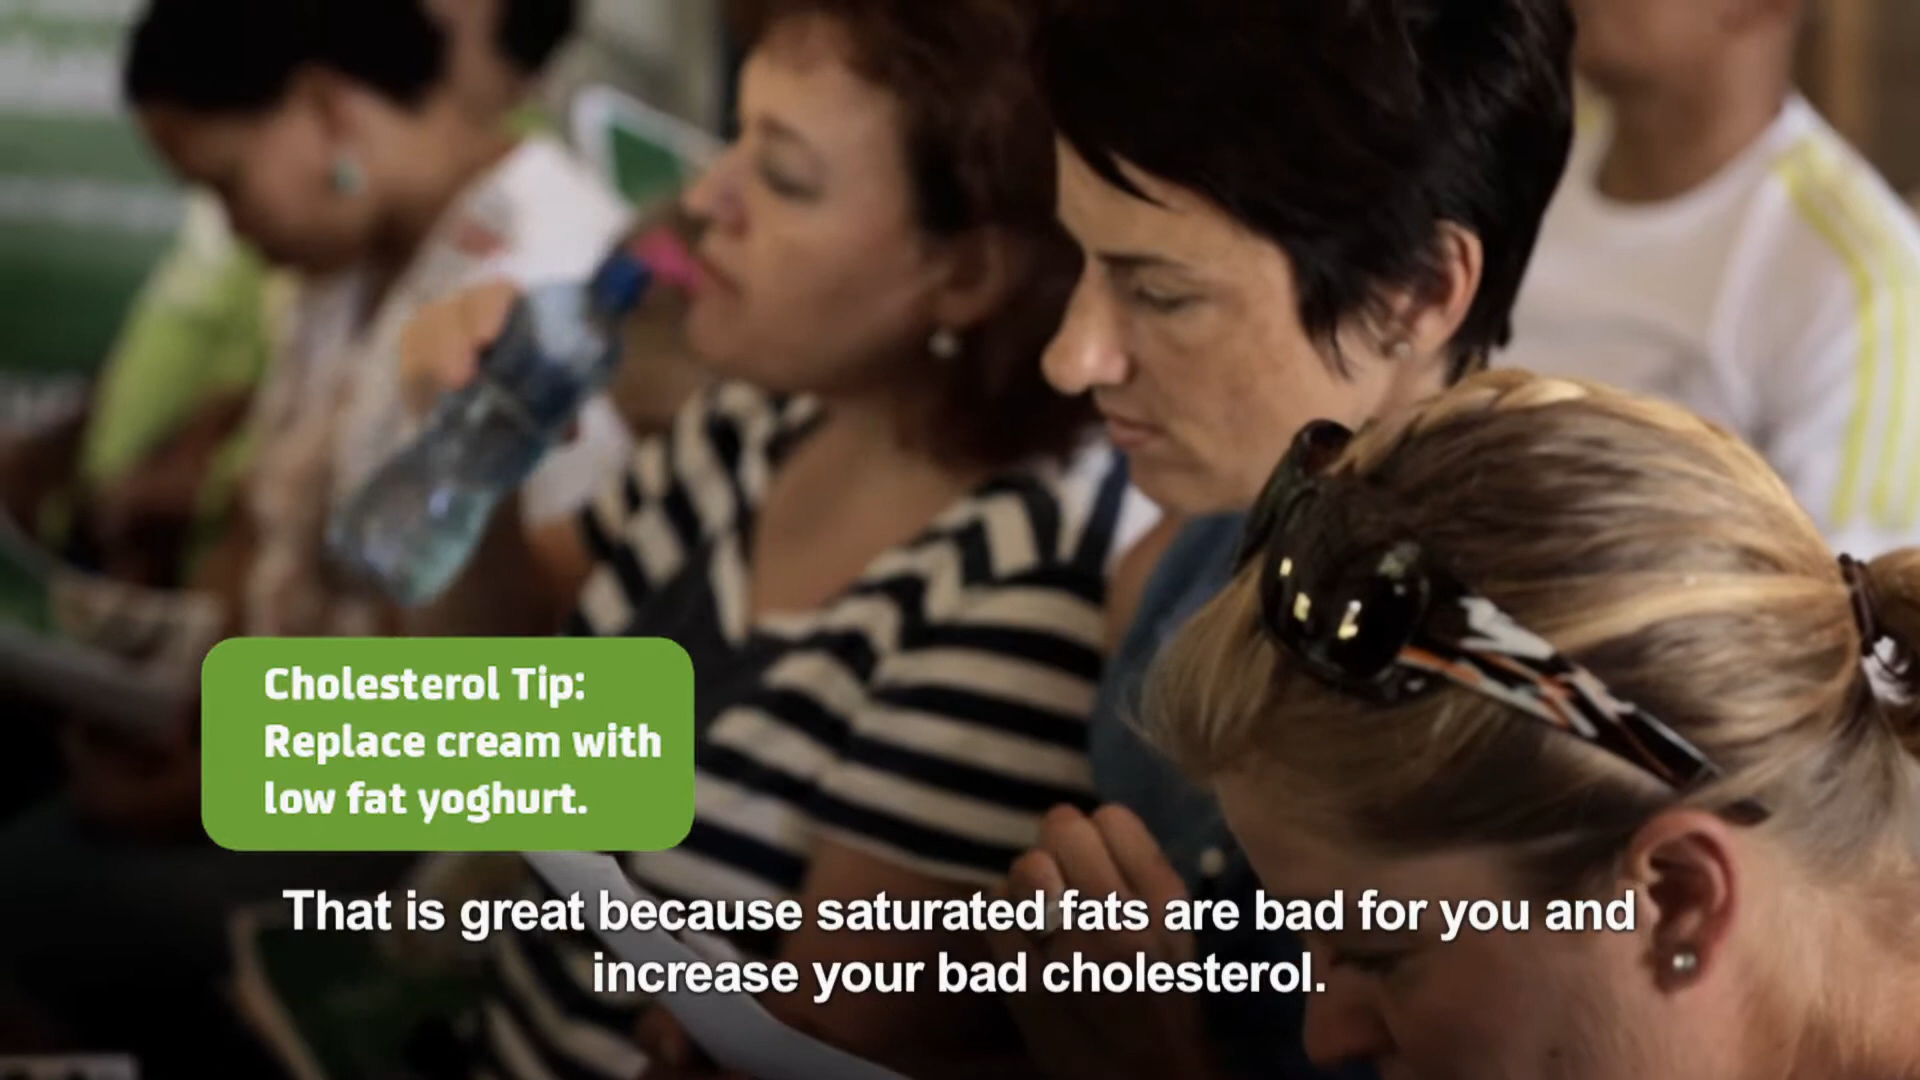 Cholesterol Tip:
Replace cream with
low fat yoghurt.
That is great because saturated fats are bad for you and
increase your bad cholesterol.